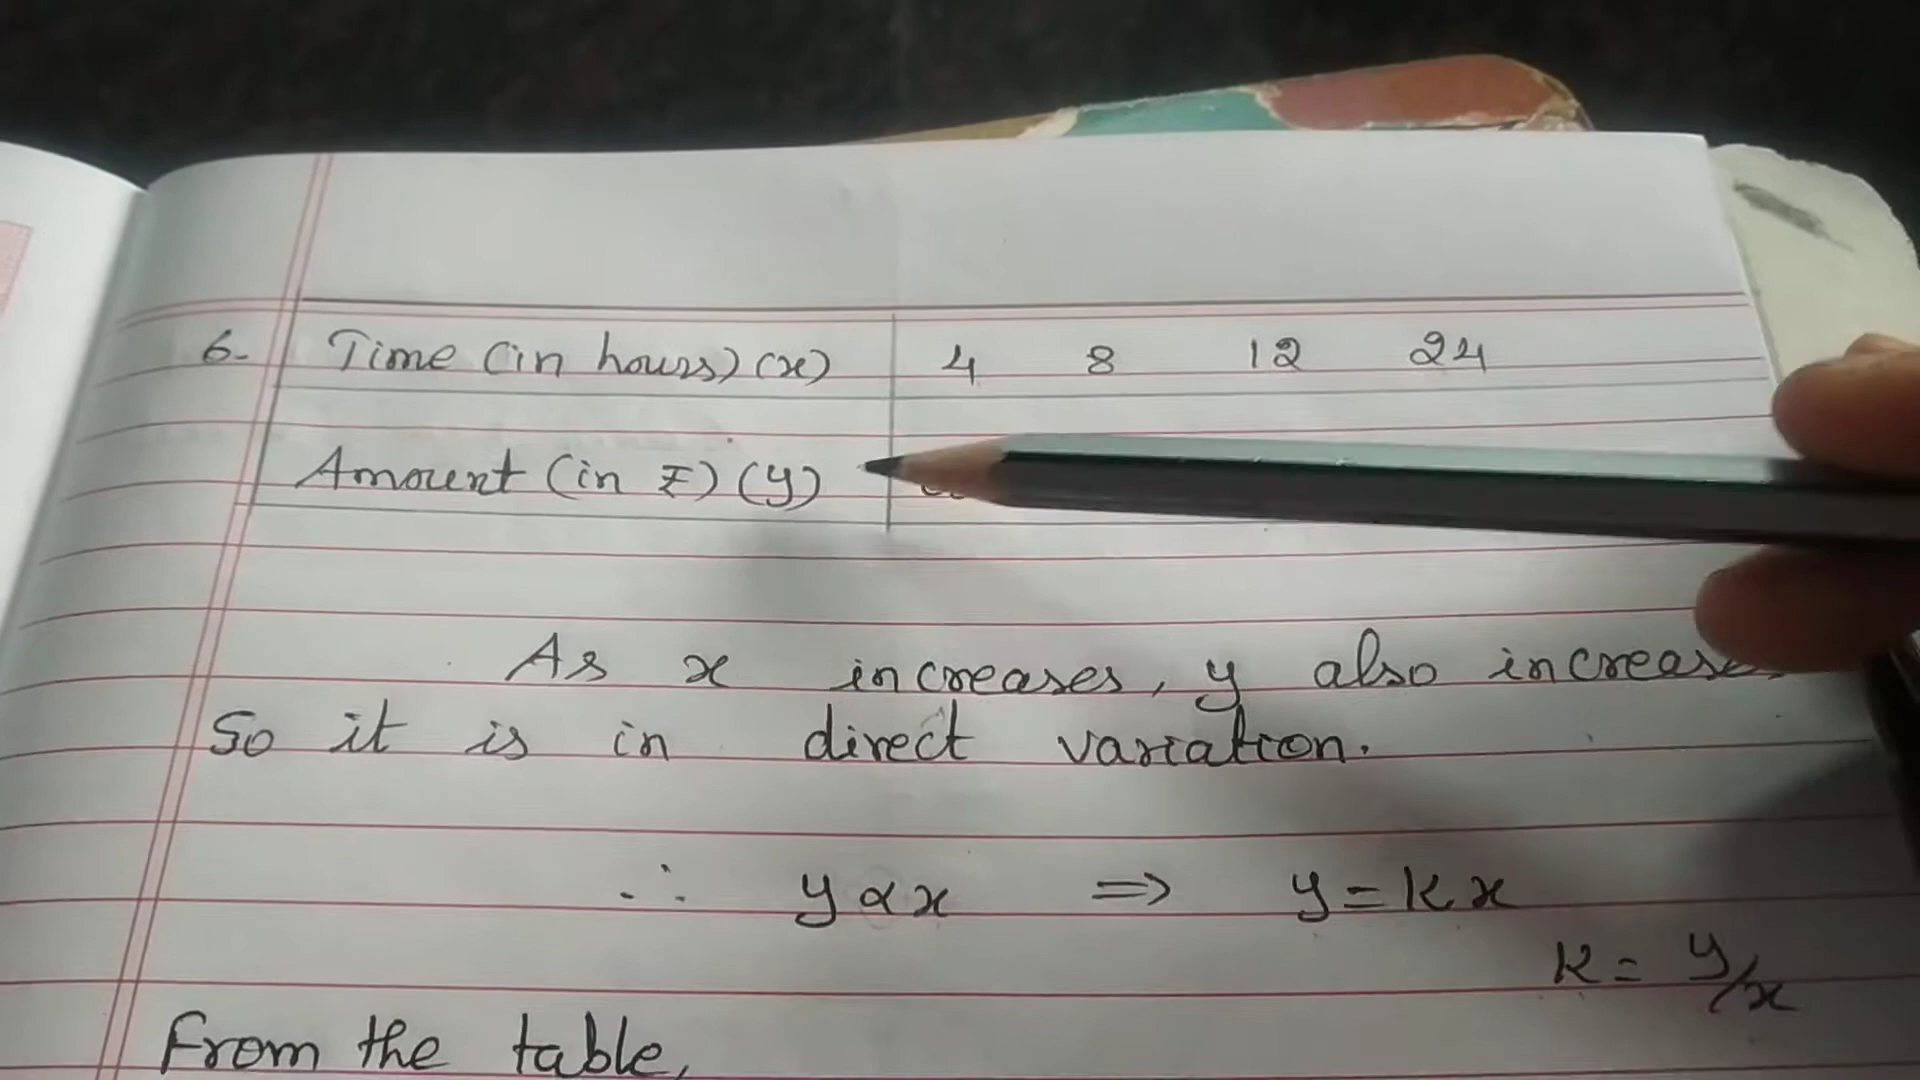 6. Time (in hours) (x) 4 8 12 24
Amount (in ₹) (y)
As x increases, y also increase
So it is in direct variation.
∴ y ∝ x ⇒ y = kx
k = y/x
From the table,